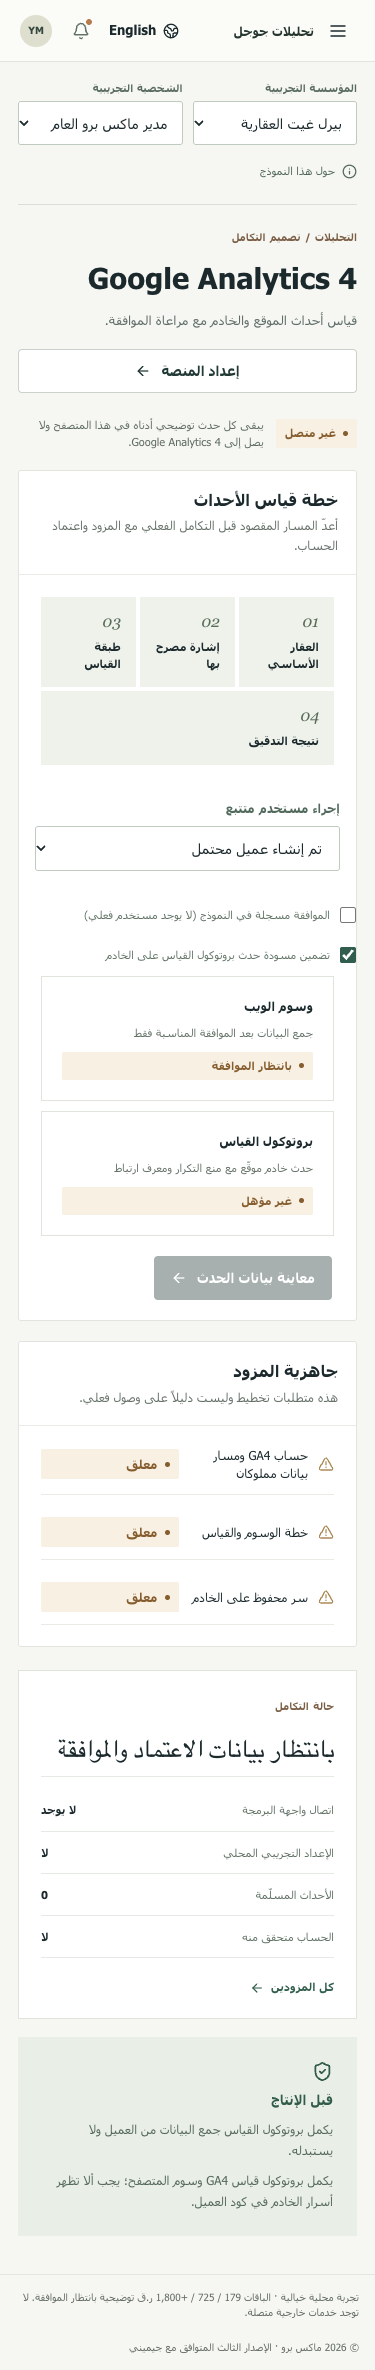 تحليلات جوجل
English
YM
المؤسسة التجريبية
الشخصية التجريبية
بيرل غيت العقارية
مدير ماكس برو العام
حول هذا النموذج
التحليلات / تصميم التكامل
Google Analytics 4
قياس أحداث الموقع والخادم مع مراعاة الموافقة.
إعداد المنصة ←
غير متصل
يبقى كل حدث توضيحي أدناه في هذا المتصفح ولا
يصل إلى Google Analytics 4.
خطة قياس الأحداث
أعدّ المسار المقصود قبل التكامل الفعلي مع المزود واعتماد
الحساب.
01
العقار
الأساسي
02
إشارة مصرح
بها
03
طبقة
القياس
04
نتيجة التدقيق
إجراء مستخدم متتبع
تم إنشاء عميل محتمل
الموافقة مسجلة في النموذج (لا يوجد مستخدم فعلي)
تضمين مسودة حدث بروتوكول القياس على الخادم
وسوم الويب
جمع البيانات بعد الموافقة المناسبة فقط
بانتظار الموافقة
بروتوكول القياس
حدث خادم موقّع مع منع التكرار ومعرف ارتباط
غير مؤهل
معاينة بيانات الحدث ←
جاهزية المزود
هذه متطلبات تخطيط وليست دليلاً على وصول فعلي.
حساب GA4 ومسار
بيانات مملوكان
معلق
خطة الوسوم والقياس
معلق
سر محفوظ على الخادم
معلق
حالة التكامل
بانتظار بيانات الاعتماد والموافقة
اتصال واجهة البرمجة
لا يوجد
الإعداد التجريبي المحلي
لا
الأحداث المسلّمة
0
الحساب متحقق منه
لا
كل المزودين ←
قبل الإنتاج
يكمل بروتوكول القياس جمع البيانات من العميل ولا
يستبدله.
يكمل بروتوكول قياس GA4 وسوم المتصفح؛ يجب ألا تظهر
أسرار الخادم في كود العميل.
تجربة محلية خيالية · الباقات 179 / 725 / +1,800 ر.ق توضيحية بانتظار الموافقة. لا
توجد خدمات خارجية متصلة.
© 2026 ماكس برو · الإصدار الثالث المتوافق مع جيميني